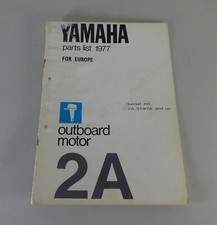 YAMAHA
parts list 1977
FOR EUROPE
outboard
motor
2A